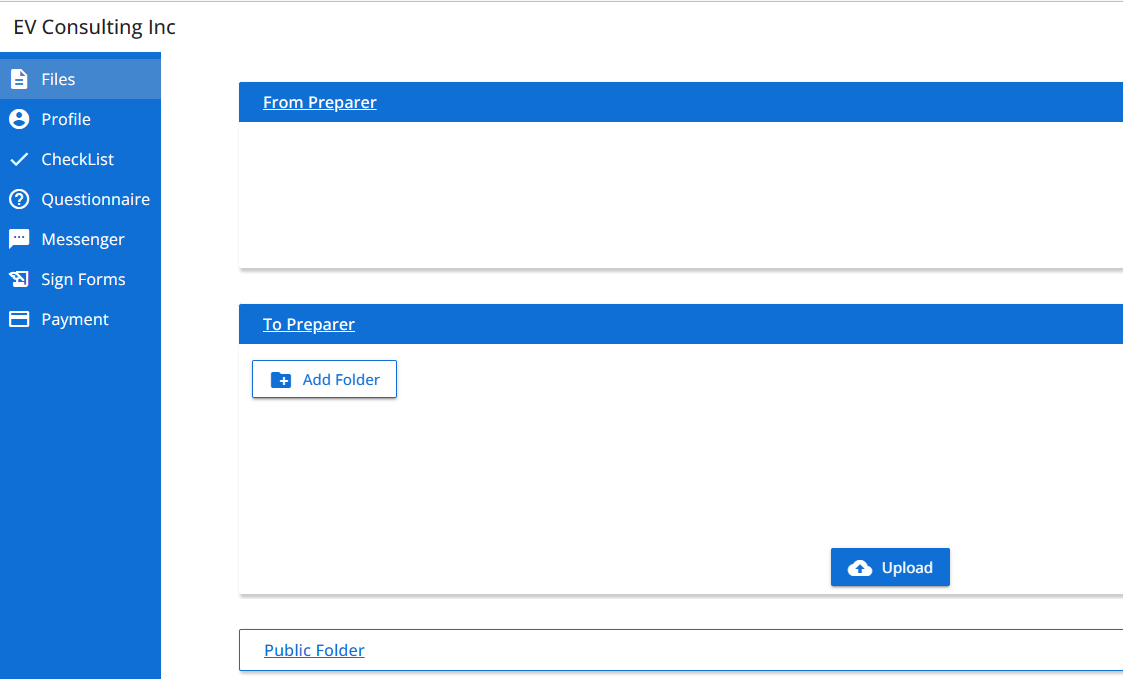 EV Consulting Inc
Files
Profile
CheckList
Questionnaire
Messenger
Sign Forms
Payment
From Preparer
To Preparer
Add Folder
Upload
Public Folder